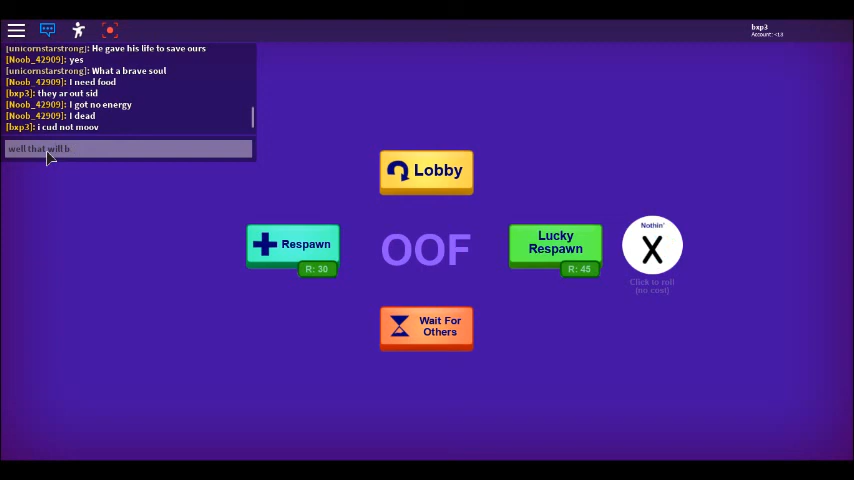 bxp3
Account: <13
[unicornstarstrong]: He gave his life to save ours
[Noob_42909]: yes
[unicornstarstrong]: What a brave soul
[Noob_42909]: I need food
[bxp3]: they ar out sid
[Noob_42909]: I got no energy
[Noob_42909]: I dead
[bxp3]: i cud not moov
well that will b
Lobby
Respawn
R: 30
OOF
Lucky
Respawn
R: 45
Nothin'
X
Click to roll
(no cost)
Wait For
Others